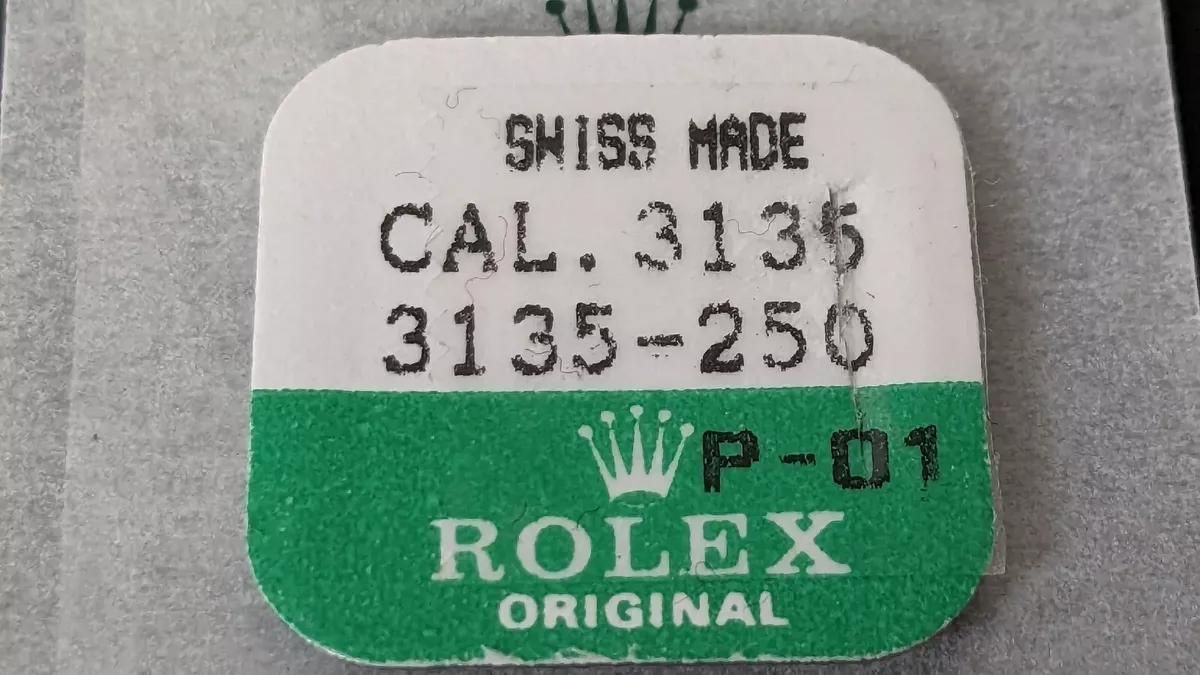 SWISS MADE
CAL. 3135
3135-250
P-01
ROLEX
ORIGINAL